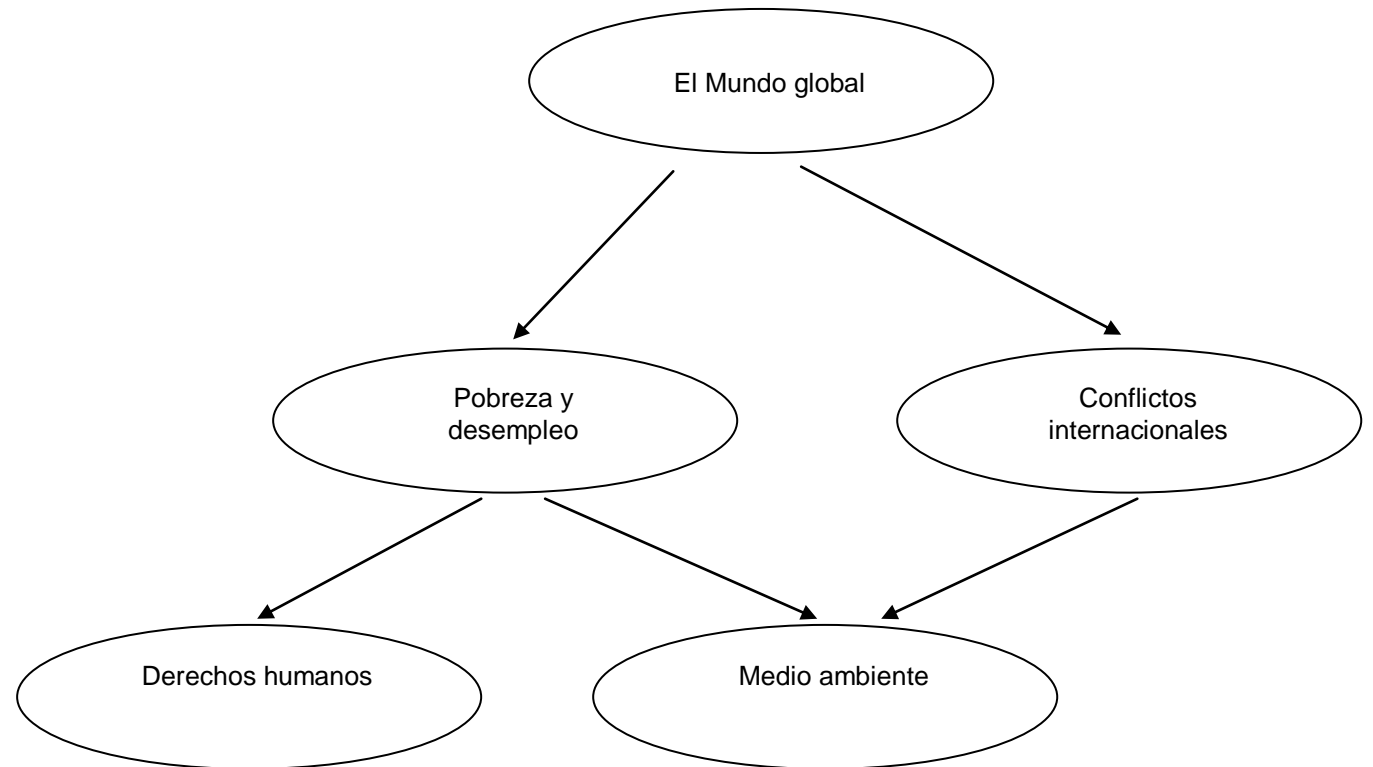 El Mundo global
Pobreza y
desempleo
Conflictos
internacionales
Derechos humanos
Medio ambiente